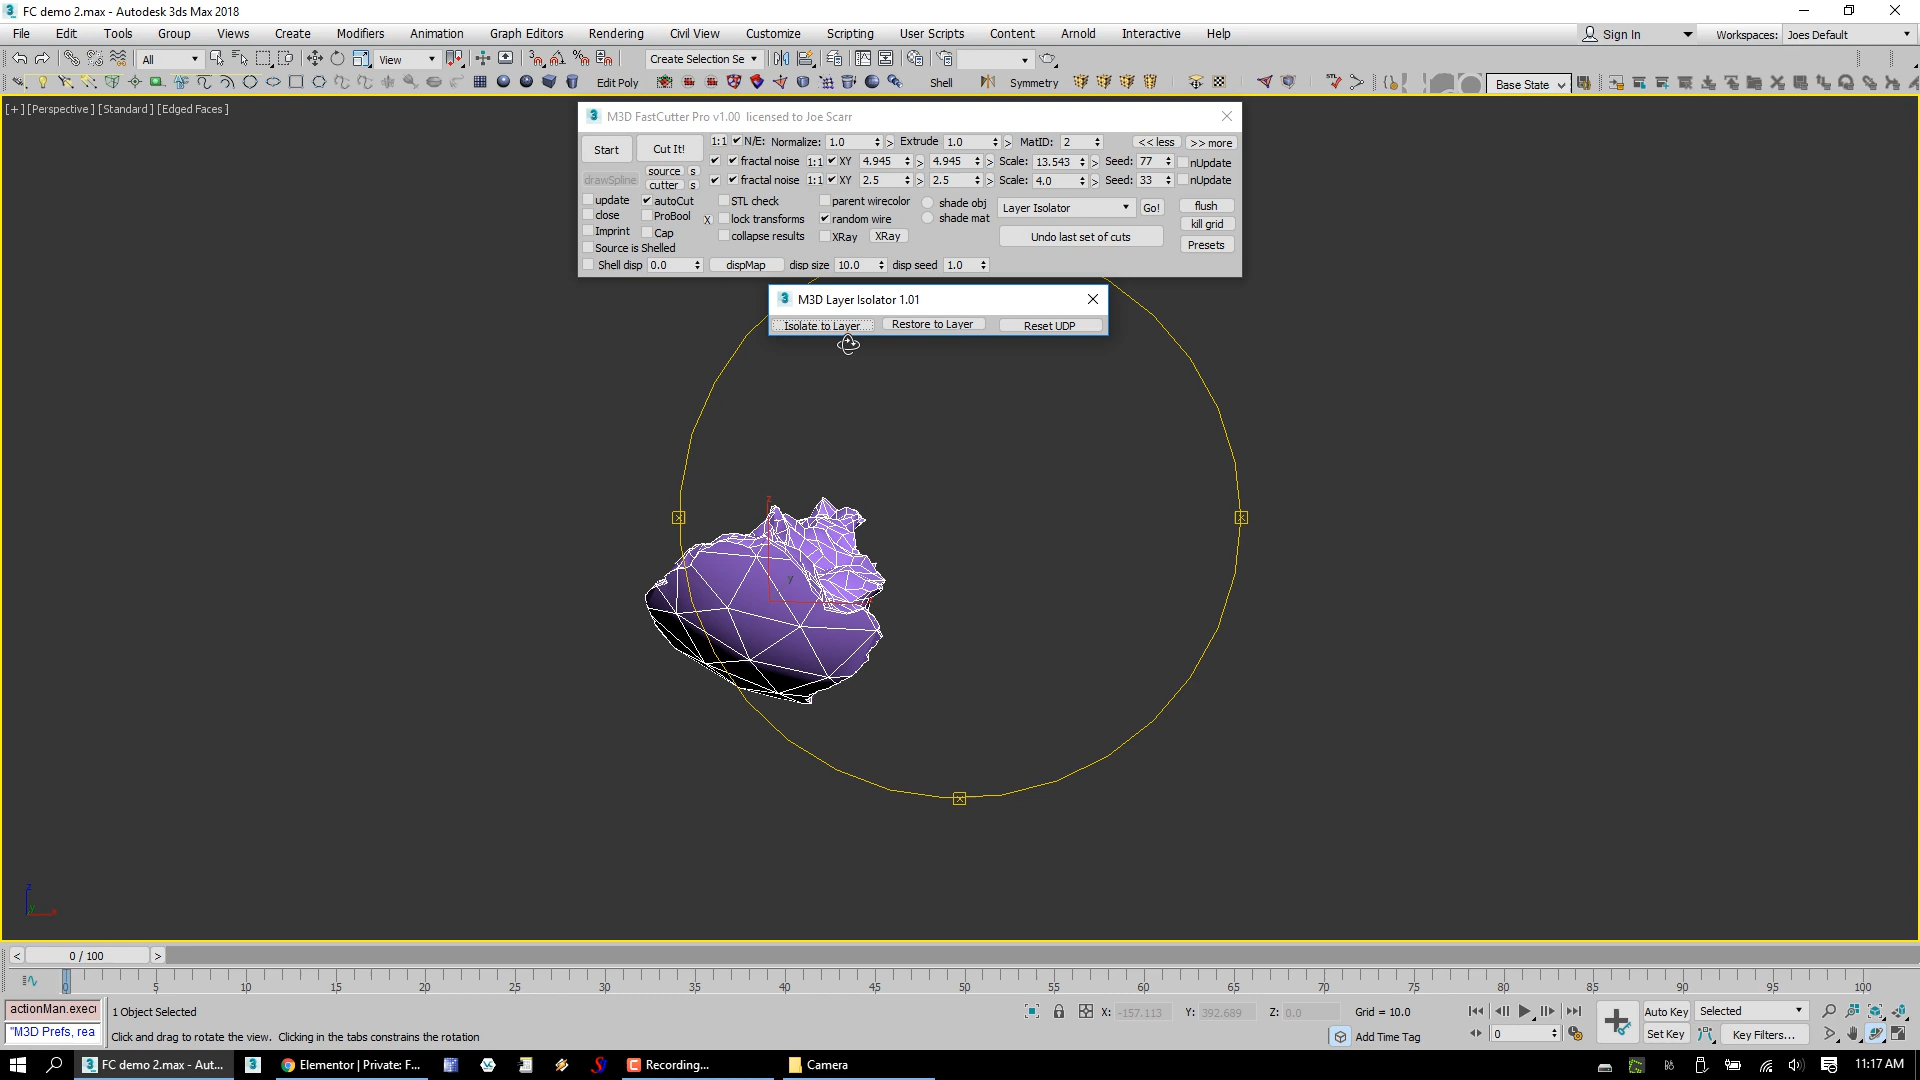 FC demo 2.max - Autodesk 3ds Max 2018
File Edit Tools Group Views Create Modifiers Animation Graph Editors Rendering Civil View Customize Scripting User Scripts Content Arnold Interactive Help Sign In Workspaces: Joes Default
All View Create Selection Se
Edit Poly Shell Symmetry Base State
[+] [Perspective] [Standard] [Edged Faces]
M3D FastCutter Pro v1.00 licensed to Joe Scarr
Start Cut It! 1:1 N/E: Normalize: 1.0 > Extrude 1.0 > MatID: 2 << less >> more
fractal noise 1:1 XY 4.945 > 4.945 > Scale: 13.543 > Seed: 77 nUpdate
drawSpline source s cutter s fractal noise 1:1 XY 2.5 > 2.5 > Scale: 4.0 > Seed: 33 nUpdate
update autoCut STL check parent wirecolor shade obj Layer Isolator Go! flush
close ProBool X lock transforms random wire shade mat kill grid
Imprint Cap collapse results XRay XRay Undo last set of cuts Presets
Source is Shelled
Shell disp 0.0 dispMap disp size 10.0 disp seed 1.0
M3D Layer Isolator 1.01
Isolate to Layer Restore to Layer Reset UDP
z
y
z
y x
< 0 / 100 >
0 5 10 15 20 25 30 35 40 45 50 55 60 65 70 75 80 85 90 95 100
actionMan.exec 1 Object Selected X: -157.113 Y: 392.689 Z: 0.0 Grid = 10.0 Auto Key Selected
"M3D Prefs, rea Click and drag to rotate the view. Clicking in the tabs constrains the rotation Add Time Tag 0 Set Key Key Filters...
FC demo 2.max - Aut... Elementor | Private: F... Recording... Camera 11:17 AM